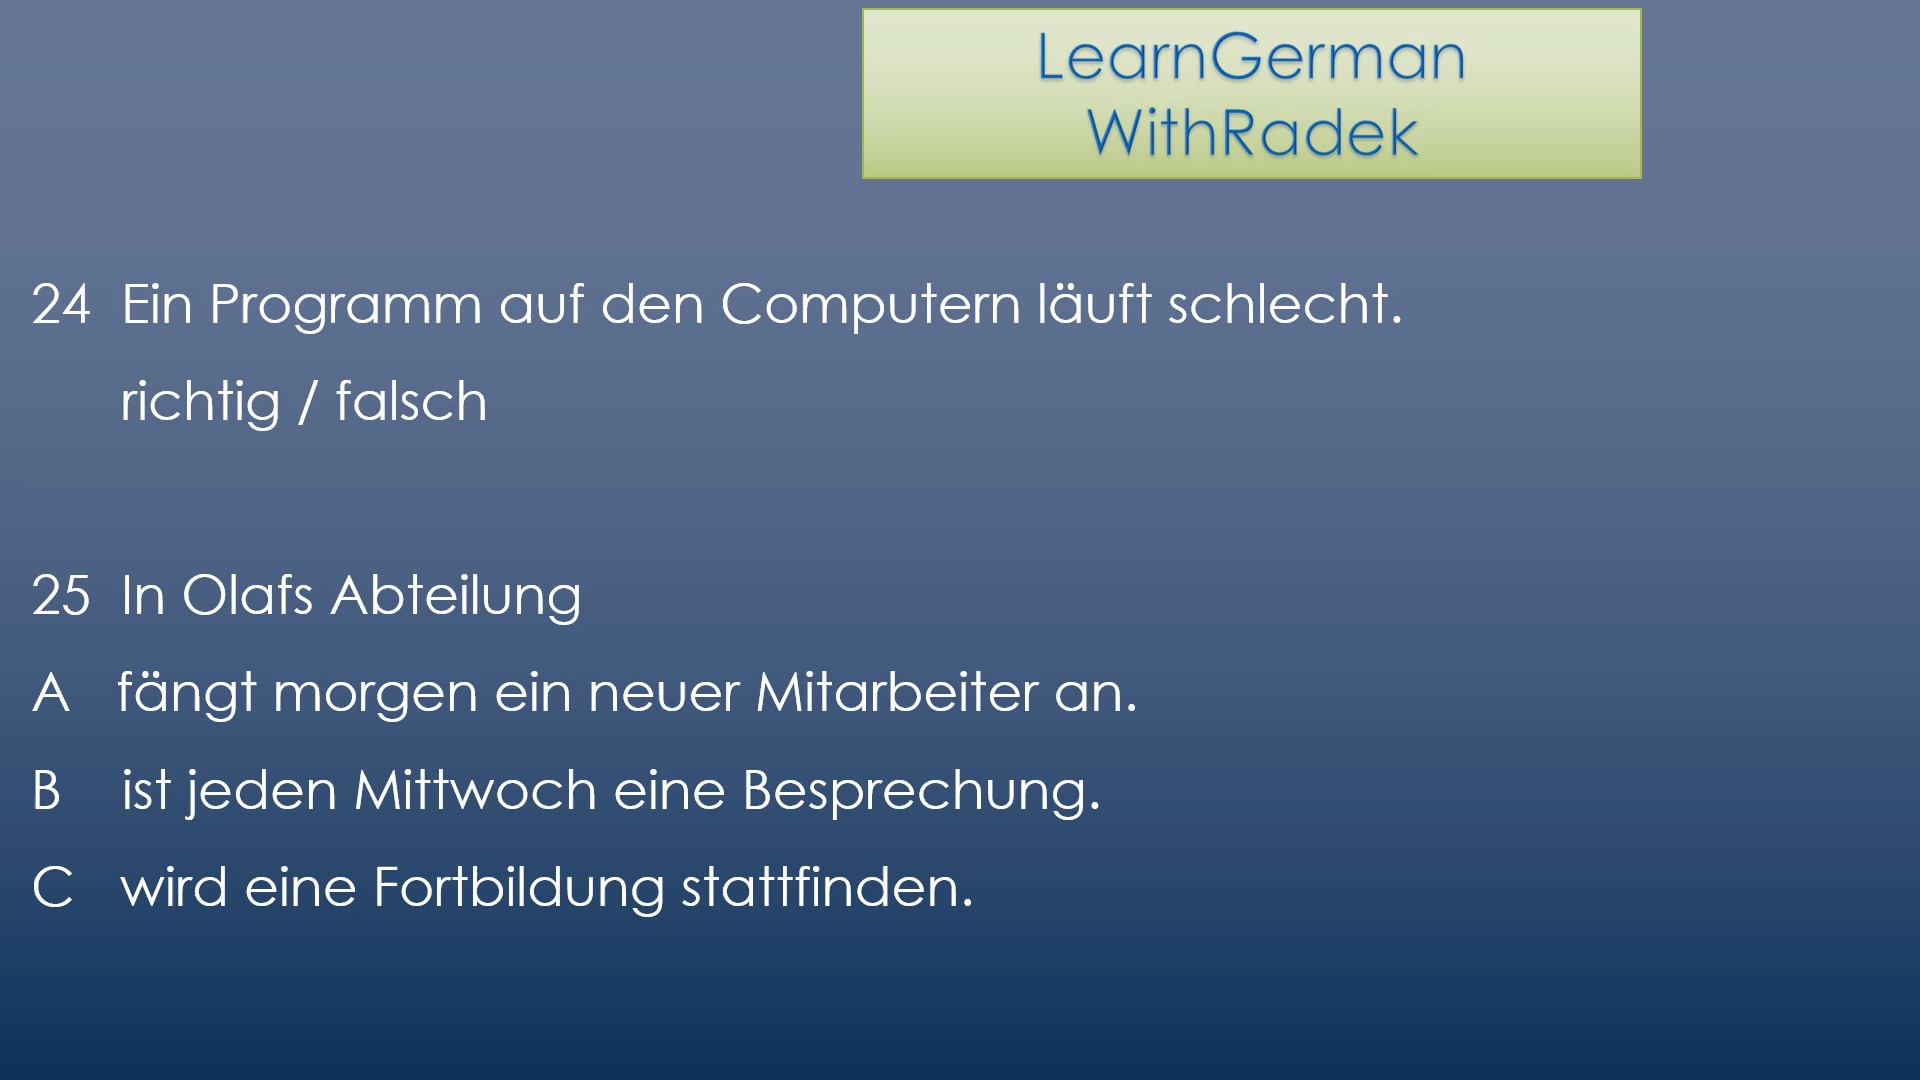 LearnGerman
WithRadek
24 Ein Programm auf den Computern läuft schlecht.
richtig / falsch
25 In Olafs Abteilung
A fängt morgen ein neuer Mitarbeiter an.
B ist jeden Mittwoch eine Besprechung.
C wird eine Fortbildung stattfinden.